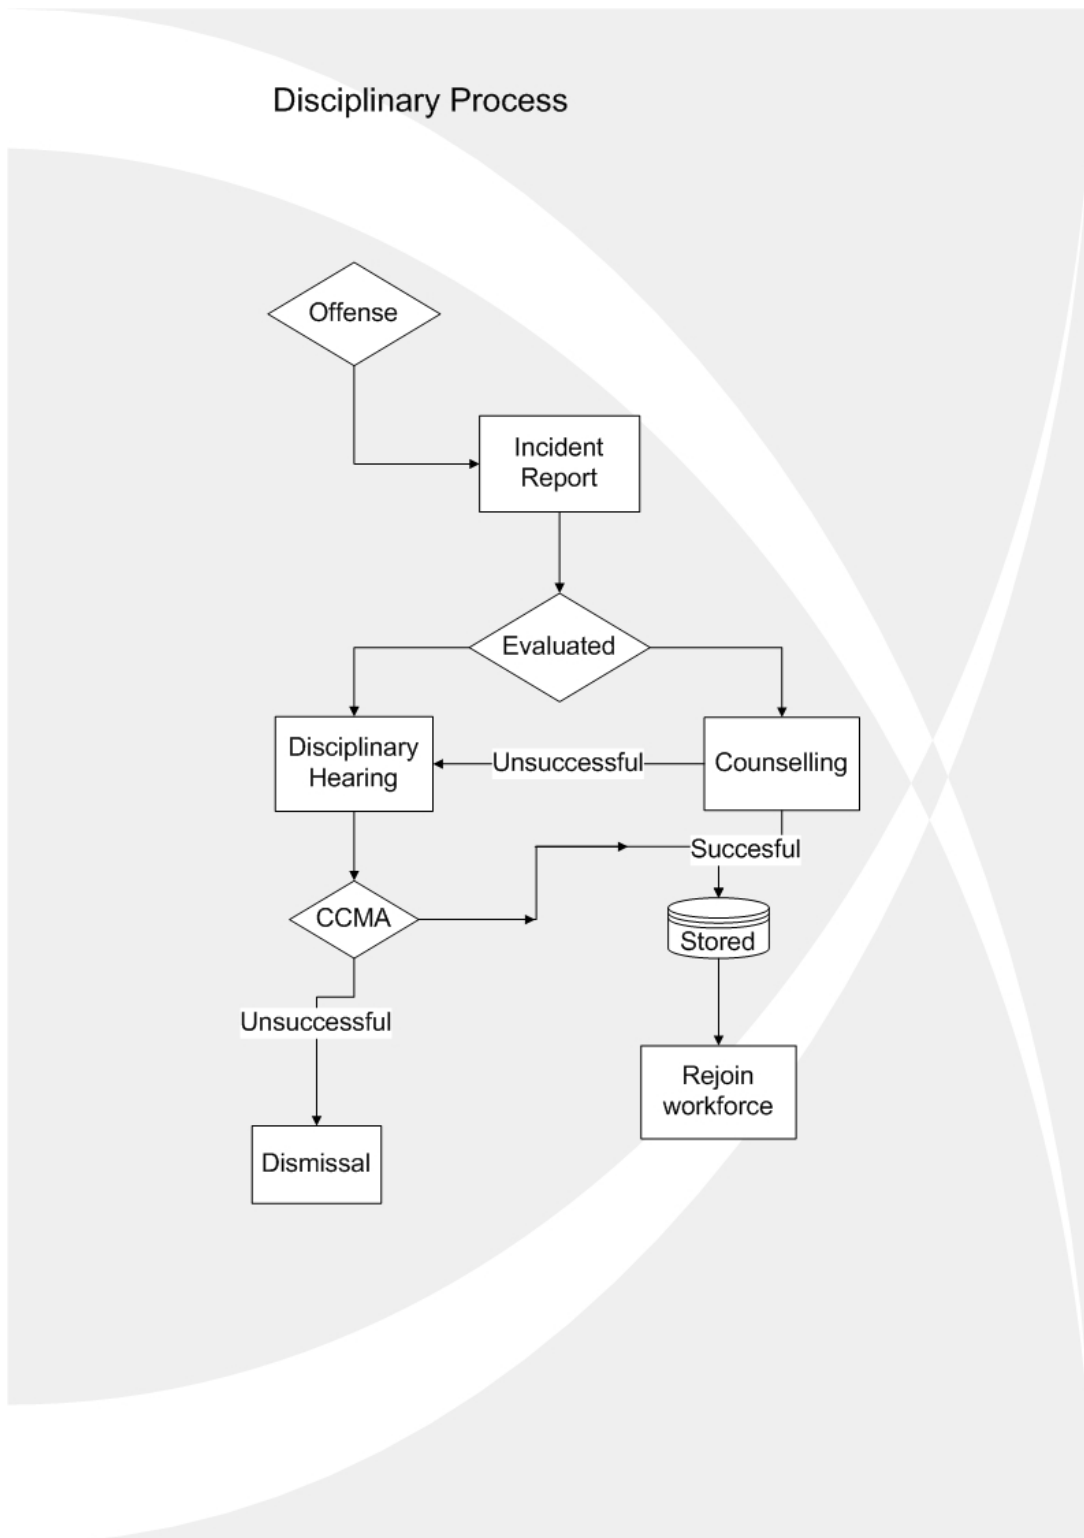 Disciplinary Process
Offense
Incident
Report
Evaluated
Disciplinary
Hearing
Unsuccessful
Counselling
Succesful
CCMA
Stored
Unsuccessful
Rejoin
workforce
Dismissal